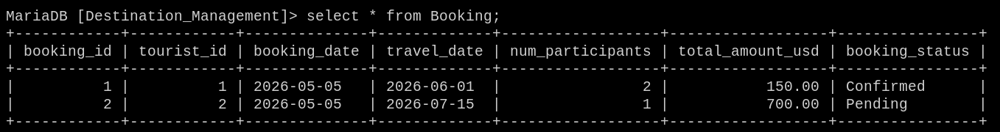 MariaDB [Destination_Management]> select * from Booking;
+------------+------------+--------------+-------------+------------------+------------------+----------------+
| booking_id | tourist_id | booking_date | travel_date | num_participants | total_amount_usd | booking_status |
+------------+------------+--------------+-------------+------------------+------------------+----------------+
|          1 |          1 | 2026-05-05   | 2026-06-01  |                2 |           150.00 | Confirmed      |
|          2 |          2 | 2026-05-05   | 2026-07-15  |                1 |           700.00 | Pending        |
+------------+------------+--------------+-------------+------------------+------------------+----------------+